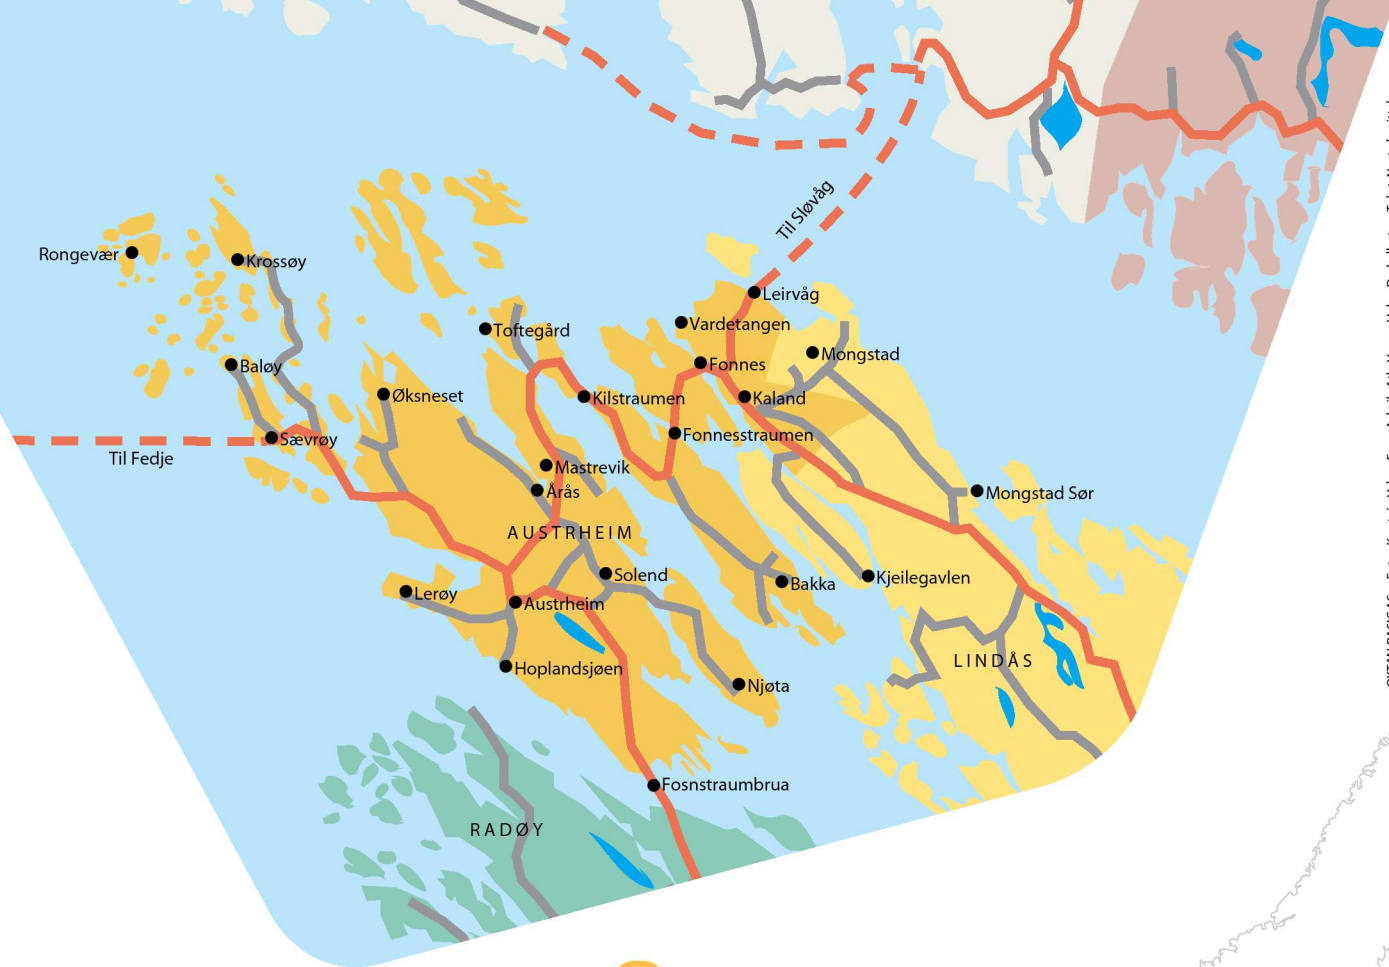 Til Sløvåg
Rongevær
Krossøy
Leirvåg
Vardetangen
Toftegård
Mongstad
Fonnes
Baløy
Øksneset
Kilstraumen
Kaland
Fonnesstraumen
Sævrøy
Til Fedje
Mastrevik
Årås
Mongstad Sør
AUSTRHEIM
Solend
Kjeilegavlen
Bakka
Lerøy
Austrheim
LINDÅS
Hoplandsjøen
Njøta
Fosnstraumbrua
RADØY